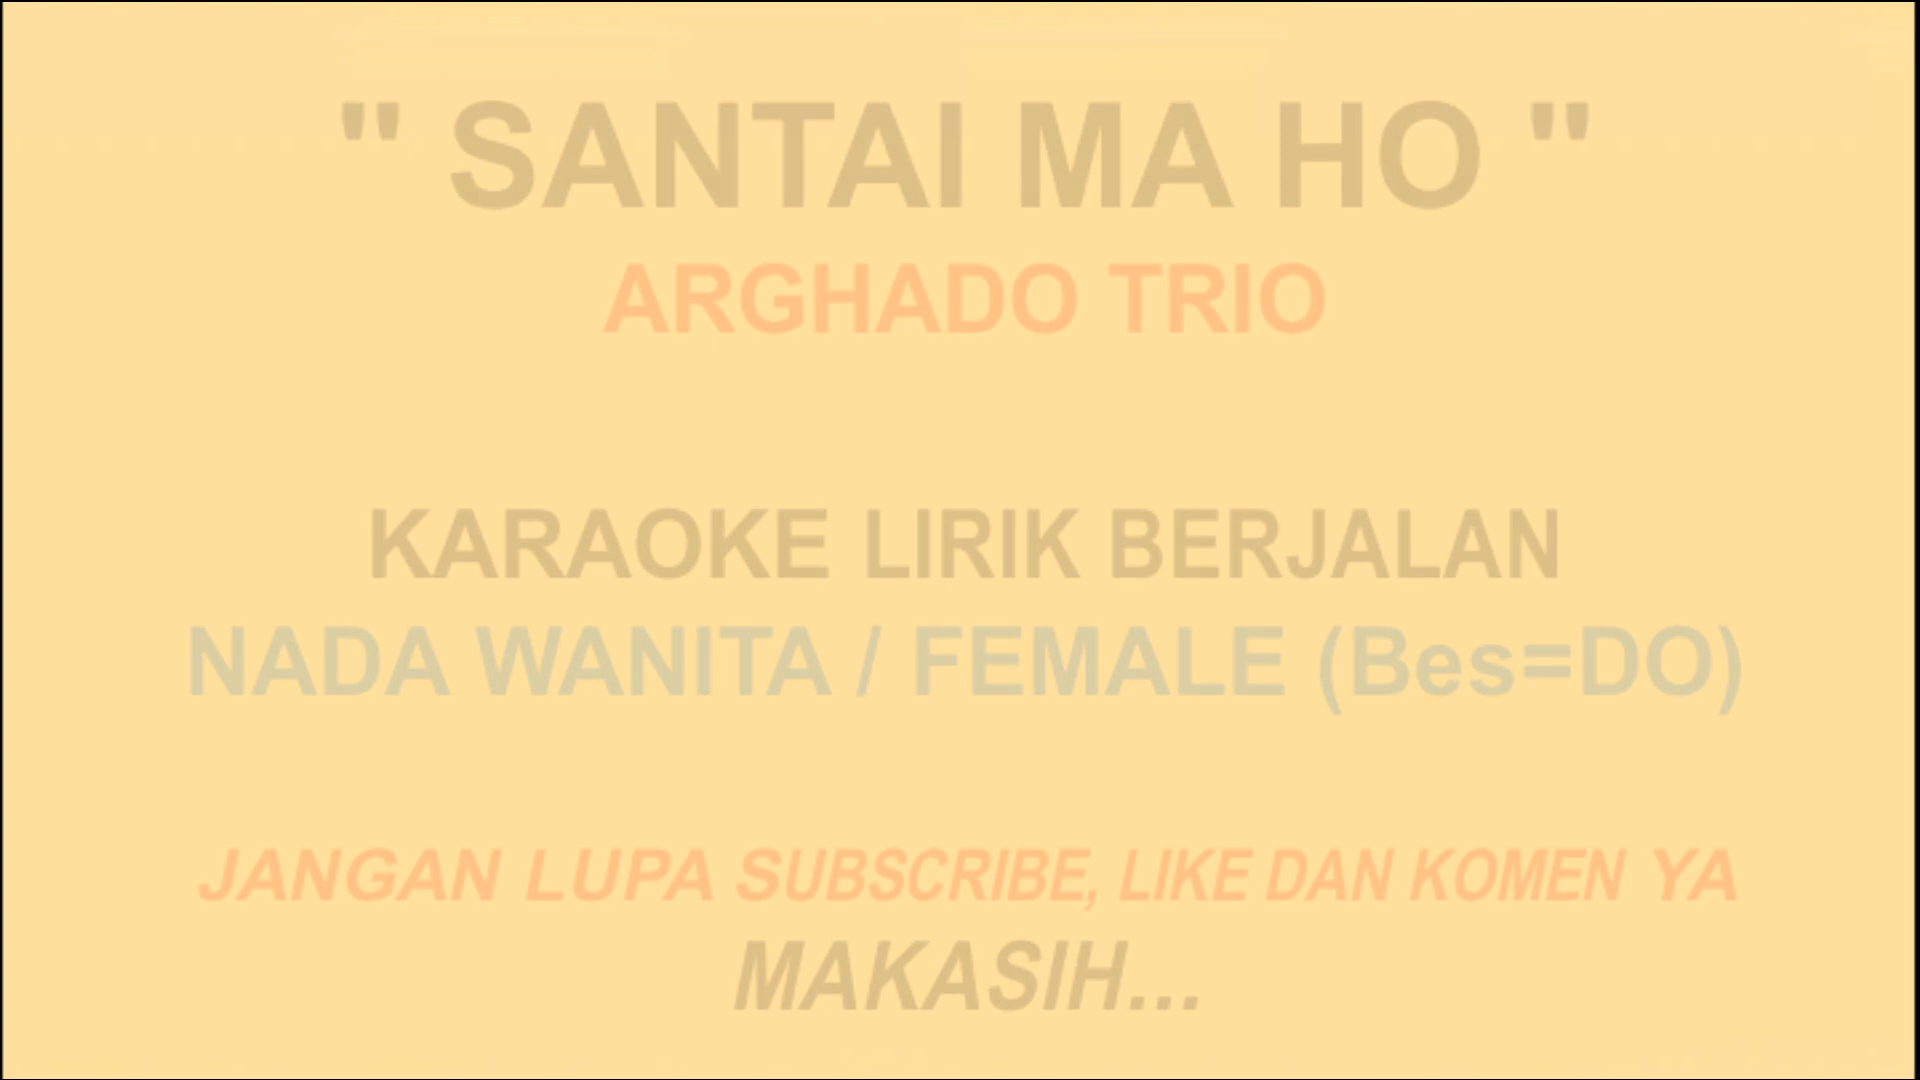 " SANTAI MA HO "
ARGHADO TRIO
KARAOKE LIRIK BERJALAN
NADA WANITA / FEMALE (Bes=DO)
JANGAN LUPA SUBSCRIBE, LIKE DAN KOMEN YA
MAKASIH...